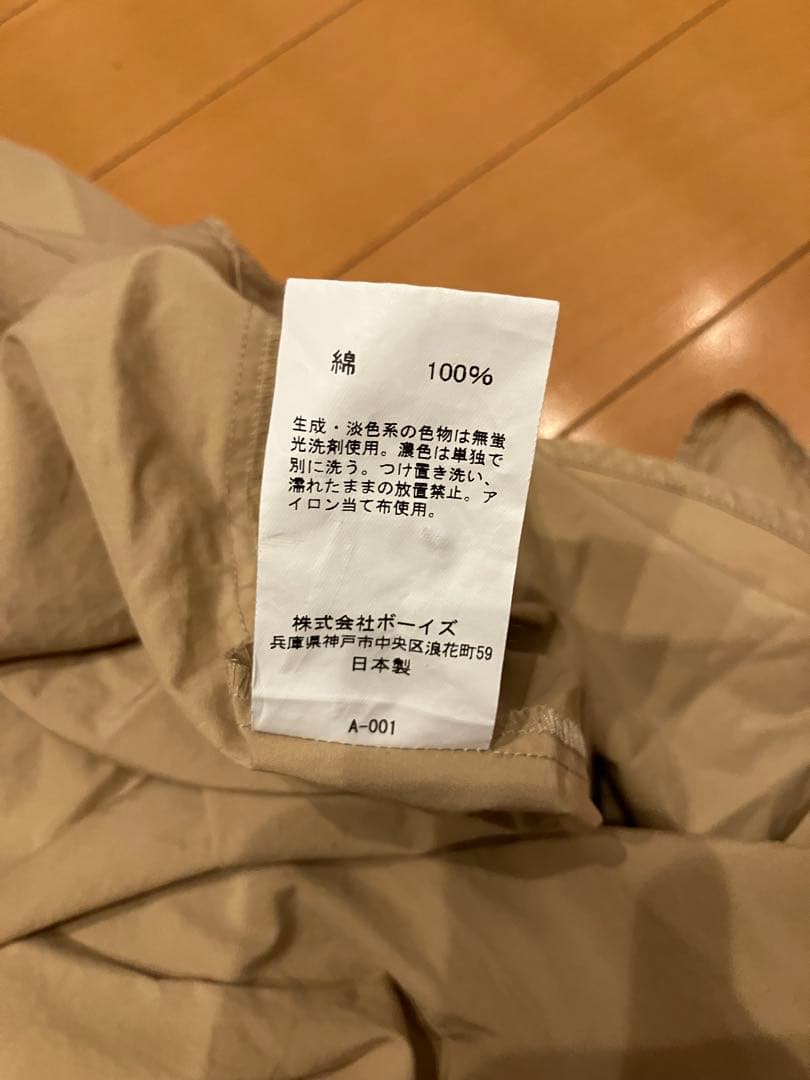 綿 100%
生成・淡色系の色物は無蛍
光洗剤使用。濃色は単独で
別に洗う。つけ置き洗い、
濡れたままの放置禁止。ア
イロン当て布使用。
株式会社ボーイズ
兵庫県神戸市中央区浪花町59
日本製
A-001